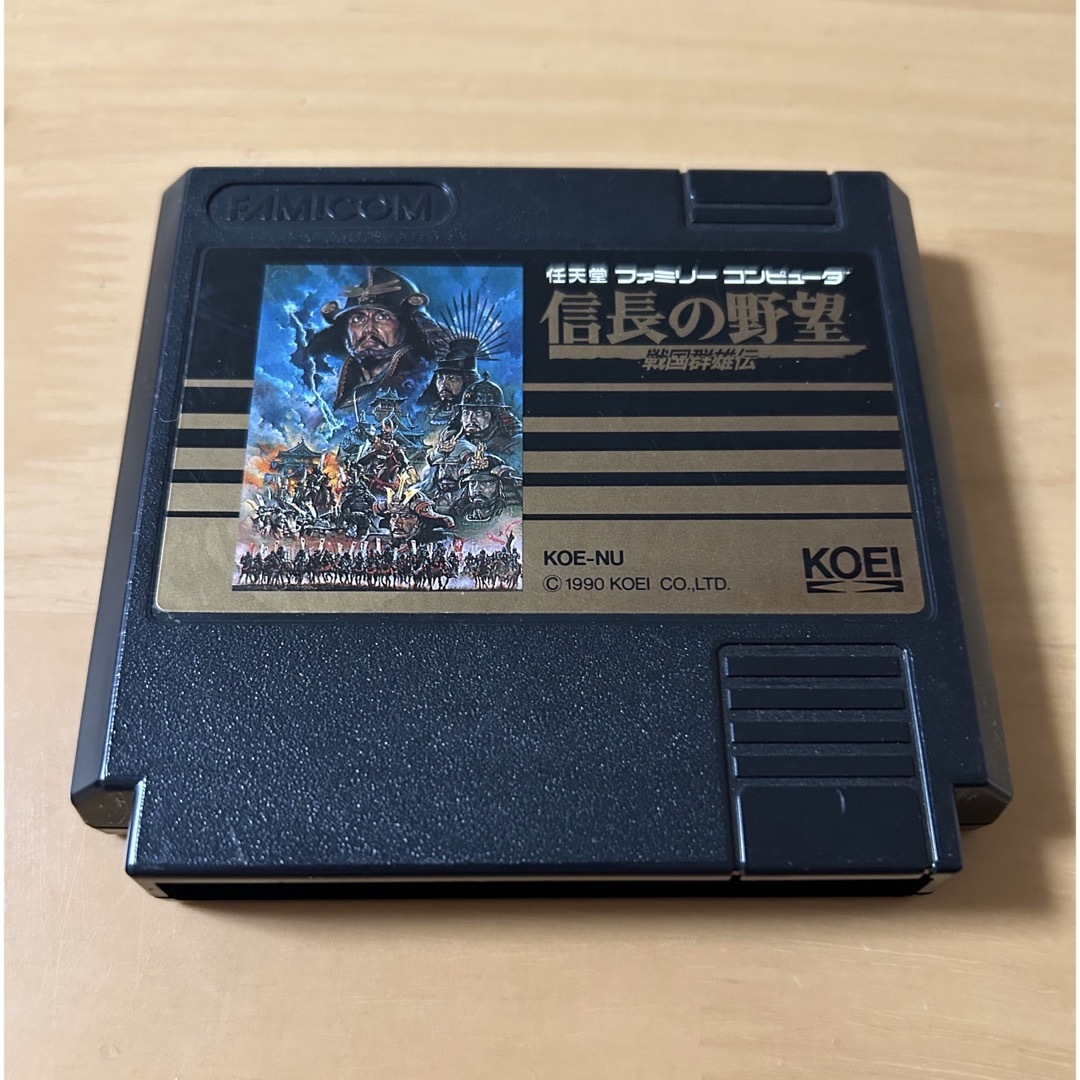 FAMICOM
任天堂 ファミリー コンピュータ
信長の野望
戦国群雄伝
KOE-NU
© 1990 KOEI CO.,LTD.
KOEI